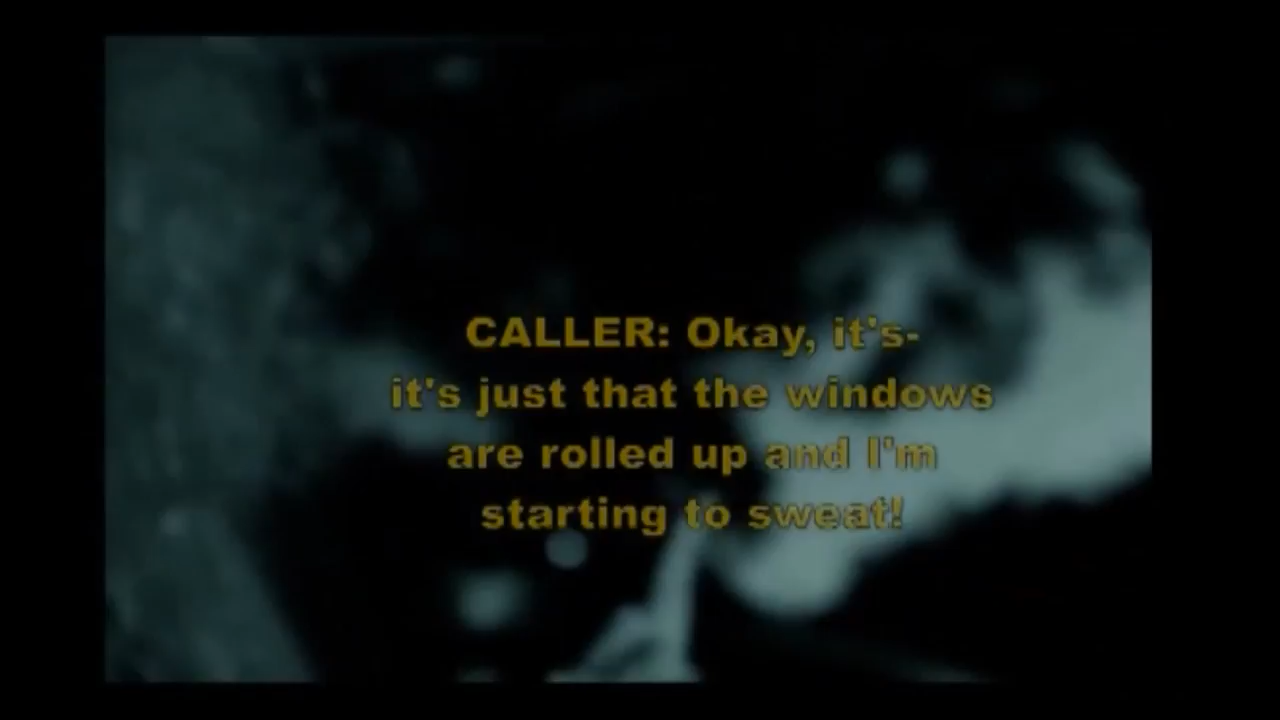 CALLER: Okay, it's-
it's just that the windows
are rolled up and I'm
starting to sweat!